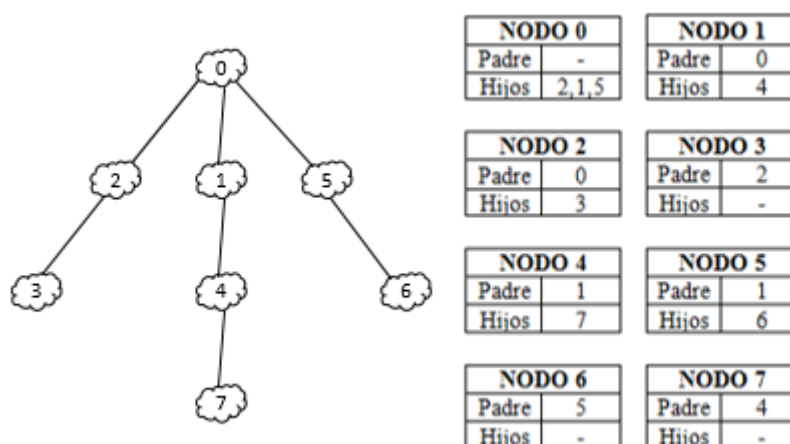 0
2 1 5
3 4 6
7
NODO 0
Padre -
Hijos 2,1,5
NODO 1
Padre 0
Hijos 4
NODO 2
Padre 0
Hijos 3
NODO 3
Padre 2
Hijos -
NODO 4
Padre 1
Hijos 7
NODO 5
Padre 1
Hijos 6
NODO 6
Padre 5
Hijos -
NODO 7
Padre 4
Hijos -